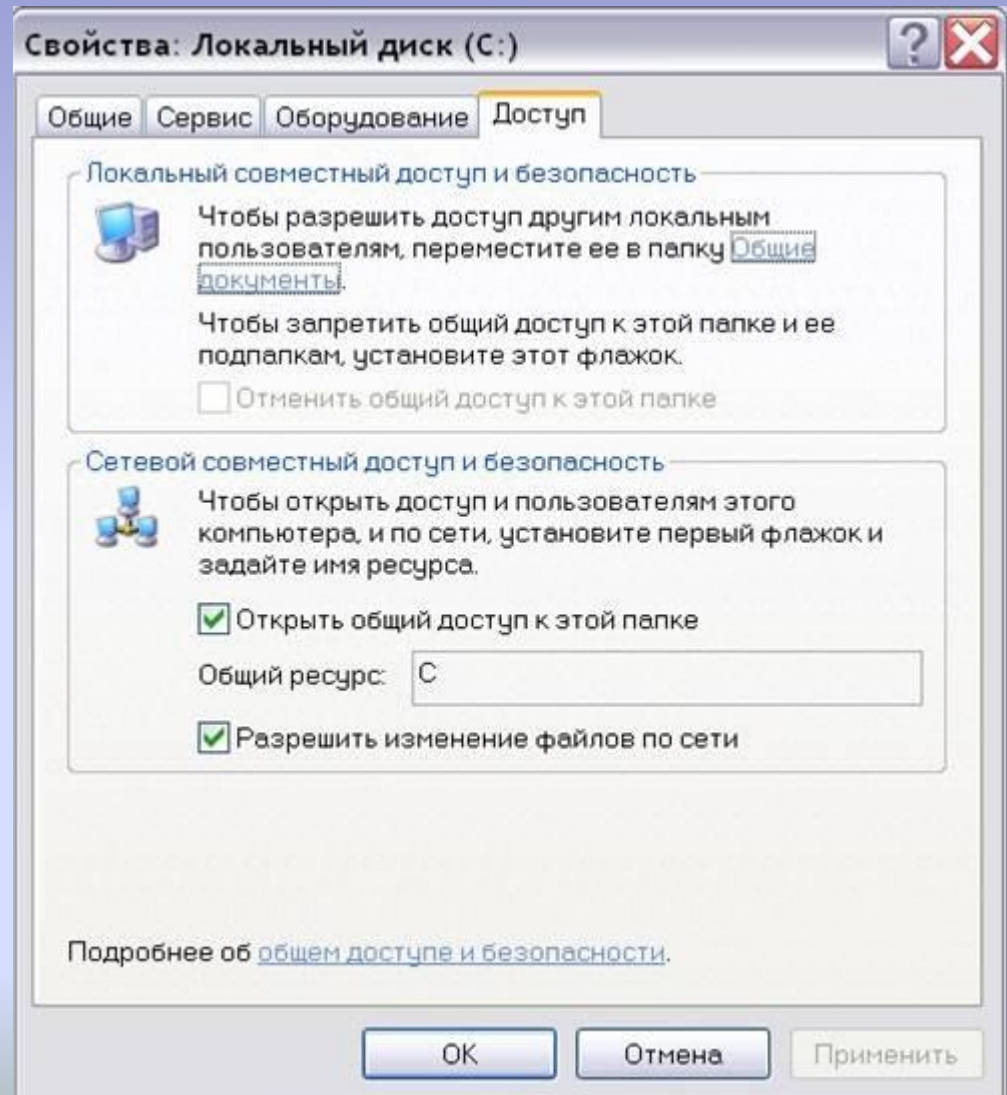 Свойства: Локальный диск (C:)
Общие Сервис Оборудование Доступ
Локальный совместный доступ и безопасность
Чтобы разрешить доступ другим локальным
пользователям, переместите ее в папку Общие
документы.
Чтобы запретить общий доступ к этой папке и ее
подпапкам, установите этот флажок.
Отменить общий доступ к этой папке
Сетевой совместный доступ и безопасность
Чтобы открыть доступ и пользователям этого
компьютера, и по сети, установите первый флажок и
задайте имя ресурса.
Открыть общий доступ к этой папке
Общий ресурс: C
Разрешить изменение файлов по сети
Подробнее об общем доступе и безопасности.
OK Отмена Применить